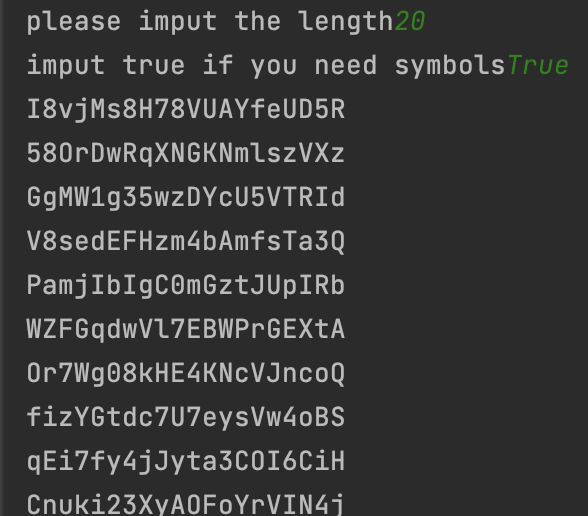 please imput the length20
imput true if you need symbolsTrue
I8vjMs8H78VUAYfeUD5R
58OrDwRqXNGKNmlszVXz
GgMW1g35wzDYcU5VTRId
V8sedEFHzm4bAmfsTa3Q
PamjIbIgC0mGztJUpIRb
WZFGqdwVl7EBWPrGEXtA
Or7Wg08kHE4KNcVJncoQ
fizYGtdc7U7eysVw4oBS
qEi7fy4jJyta3COI6CiH
Cnuki23XyAOFoYrVIN4j